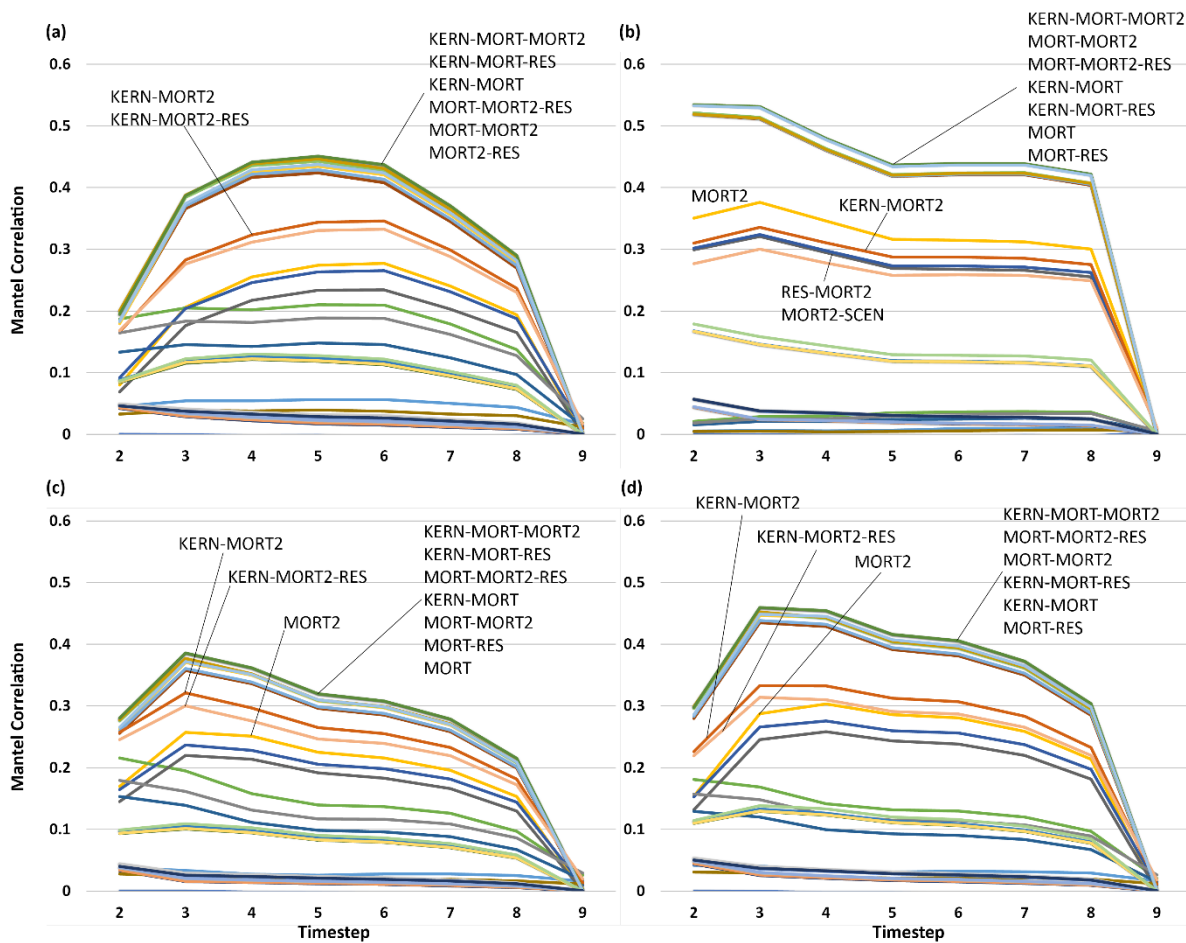 (a)
KERN-MORT-MORT2
KERN-MORT-RES
KERN-MORT
MORT-MORT2-RES
MORT-MORT2
MORT2-RES
KERN-MORT2
KERN-MORT2-RES
0.6
0.5
0.4
0.3
0.2
0.1
0
Mantel Correlation
2 3 4 5 6 7 8 9
(b)
KERN-MORT-MORT2
MORT-MORT2
MORT-MORT2-RES
KERN-MORT
KERN-MORT-RES
MORT
MORT-RES
0.6
0.5
0.4
0.3
0.2
0.1
0
MORT2
KERN-MORT2
RES-MORT2
MORT2-SCEN
2 3 4 5 6 7 8 9
(c)
KERN-MORT2
KERN-MORT2-RES
MORT2
KERN-MORT-MORT2
KERN-MORT-RES
MORT-MORT2-RES
KERN-MORT
MORT-MORT2
MORT-RES
MORT
0.6
0.5
0.4
0.3
0.2
0.1
0
Mantel Correlation
2 3 4 5 6 7 8 9
Timestep
(d)
KERN-MORT2
KERN-MORT2-RES
MORT2
KERN-MORT-MORT2
MORT-MORT2-RES
MORT-MORT2
KERN-MORT-RES
KERN-MORT
MORT-RES
0.6
0.5
0.4
0.3
0.2
0.1
0
2 3 4 5 6 7 8 9
Timestep